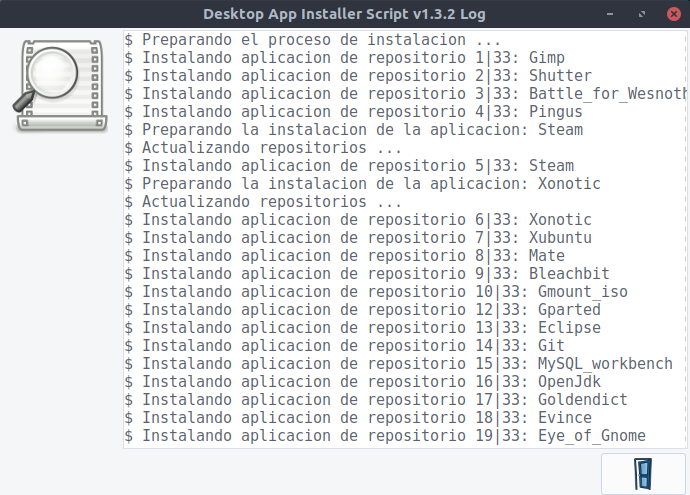 Desktop App Installer Script v1.3.2 Log
$ Preparando el proceso de instalacion ...
$ Instalando aplicacion de repositorio 1|33: Gimp
$ Instalando aplicacion de repositorio 2|33: Shutter
$ Instalando aplicacion de repositorio 3|33: Battle_for_Wesnoth
$ Instalando aplicacion de repositorio 4|33: Pingus
$ Preparando la instalacion de la aplicacion: Steam
$ Actualizando repositorios ...
$ Instalando aplicacion de repositorio 5|33: Steam
$ Preparando la instalacion de la aplicacion: Xonotic
$ Actualizando repositorios ...
$ Instalando aplicacion de repositorio 6|33: Xonotic
$ Instalando aplicacion de repositorio 7|33: Xubuntu
$ Instalando aplicacion de repositorio 8|33: Mate
$ Instalando aplicacion de repositorio 9|33: Bleachbit
$ Instalando aplicacion de repositorio 10|33: Gmount_iso
$ Instalando aplicacion de repositorio 12|33: Gparted
$ Instalando aplicacion de repositorio 13|33: Eclipse
$ Instalando aplicacion de repositorio 14|33: Git
$ Instalando aplicacion de repositorio 15|33: MySQL_workbench
$ Instalando aplicacion de repositorio 16|33: OpenJdk
$ Instalando aplicacion de repositorio 17|33: Goldendict
$ Instalando aplicacion de repositorio 18|33: Evince
$ Instalando aplicacion de repositorio 19|33: Eye_of_Gnome